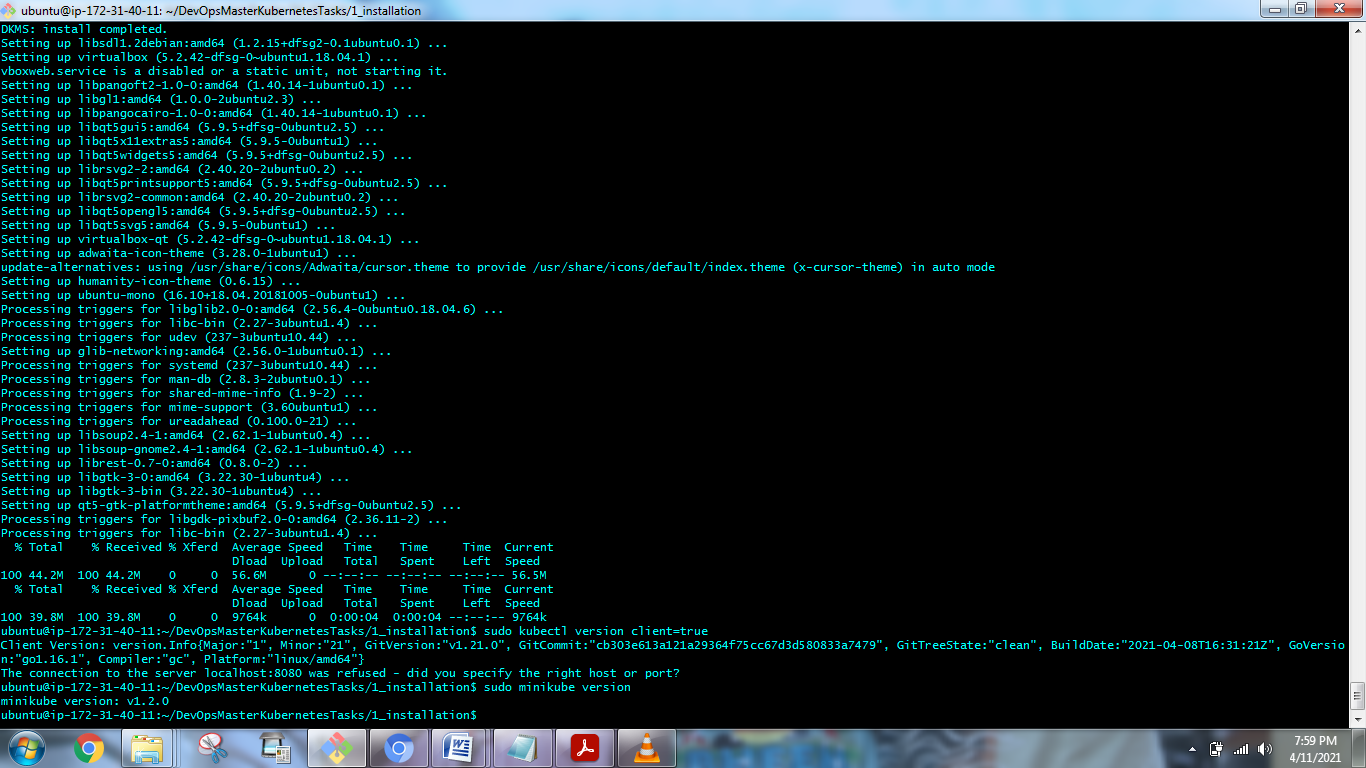 ubuntu@ip-172-31-40-11: ~/DevOpsMasterKubernetesTasks/1_installation
DKMS: install completed.
Setting up libsdl1.2debian:amd64 (1.2.15+dfsg2-0.1ubuntu0.1) ...
Setting up virtualbox (5.2.42-dfsg-0~ubuntu1.18.04.1) ...
vboxweb.service is a disabled or a static unit, not starting it.
Setting up libpangoft2-1.0-0:amd64 (1.40.14-1ubuntu0.1) ...
Setting up libgl1:amd64 (1.0.0-2ubuntu2.3) ...
Setting up libpangocairo-1.0-0:amd64 (1.40.14-1ubuntu0.1) ...
Setting up libqt5gui5:amd64 (5.9.5+dfsg-0ubuntu2.5) ...
Setting up libqt5x11extras5:amd64 (5.9.5-0ubuntu1) ...
Setting up libqt5widgets5:amd64 (5.9.5+dfsg-0ubuntu2.5) ...
Setting up librsvg2-2:amd64 (2.40.20-2ubuntu0.2) ...
Setting up libqt5printsupport5:amd64 (5.9.5+dfsg-0ubuntu2.5) ...
Setting up librsvg2-common:amd64 (2.40.20-2ubuntu0.2) ...
Setting up libqt5opengl5:amd64 (5.9.5+dfsg-0ubuntu2.5) ...
Setting up libqt5svg5:amd64 (5.9.5-0ubuntu1) ...
Setting up virtualbox-qt (5.2.42-dfsg-0~ubuntu1.18.04.1) ...
Setting up adwaita-icon-theme (3.28.0-1ubuntu1) ...
update-alternatives: using /usr/share/icons/Adwaita/cursor.theme to provide /usr/share/icons/default/index.theme (x-cursor-theme) in auto mode
Setting up humanity-icon-theme (0.6.15) ...
Setting up ubuntu-mono (16.10+18.04.20181005-0ubuntu1) ...
Processing triggers for libglib2.0-0:amd64 (2.56.4-0ubuntu0.18.04.6) ...
Processing triggers for libc-bin (2.27-3ubuntu1.4) ...
Processing triggers for udev (237-3ubuntu10.44) ...
Setting up glib-networking:amd64 (2.56.0-1ubuntu0.1) ...
Processing triggers for systemd (237-3ubuntu10.44) ...
Processing triggers for man-db (2.8.3-2ubuntu0.1) ...
Processing triggers for shared-mime-info (1.9-2) ...
Processing triggers for mime-support (3.60ubuntu1) ...
Processing triggers for ureadahead (0.100.0-21) ...
Setting up libsoup2.4-1:amd64 (2.62.1-1ubuntu0.4) ...
Setting up libsoup-gnome2.4-1:amd64 (2.62.1-1ubuntu0.4) ...
Setting up librest-0.7-0:amd64 (0.8.0-2) ...
Setting up libgtk-3-0:amd64 (3.22.30-1ubuntu4) ...
Setting up libgtk-3-bin (3.22.30-1ubuntu4) ...
Setting up qt5-gtk-platformtheme:amd64 (5.9.5+dfsg-0ubuntu2.5) ...
Processing triggers for libgdk-pixbuf2.0-0:amd64 (2.36.11-2) ...
Processing triggers for libc-bin (2.27-3ubuntu1.4) ...
% Total % Received % Xferd Average Speed Time Time Time Current
Dload Upload Total Spent Left Speed
100 44.2M 100 44.2M 0 0 56.6M 0 --:--:-- --:--:-- --:--:-- 56.5M
% Total % Received % Xferd Average Speed Time Time Time Current
Dload Upload Total Spent Left Speed
100 39.8M 100 39.8M 0 0 9764k 0 0:00:04 0:00:04 --:--:-- 9764k
ubuntu@ip-172-31-40-11:~/DevOpsMasterKubernetesTasks/1_installation$ sudo kubectl version client=true
Client Version: version.Info{Major:"1", Minor:"21", GitVersion:"v1.21.0", GitCommit:"cb303e613a121a29364f75cc67d3d580833a7479", GitTreeState:"clean", BuildDate:"2021-04-08T16:31:21Z", GoVersio
n:"go1.16.1", Compiler:"gc", Platform:"linux/amd64"}
The connection to the server localhost:8080 was refused - did you specify the right host or port?
ubuntu@ip-172-31-40-11:~/DevOpsMasterKubernetesTasks/1_installation$ sudo minikube version
minikube version: v1.2.0
ubuntu@ip-172-31-40-11:~/DevOpsMasterKubernetesTasks/1_installation$
7:59 PM
4/11/2021